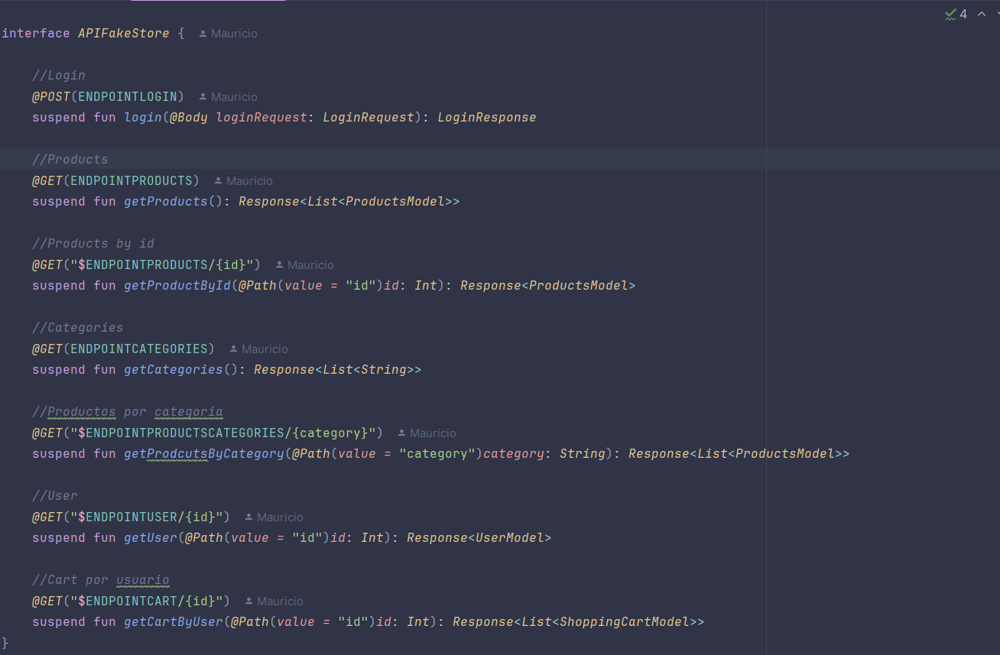 4
interface APIFakeStore { Mauricio
//Login
@POST(ENDPOINTLOGIN) Mauricio
suspend fun login(@Body loginRequest: LoginRequest): LoginResponse
//Products
@GET(ENDPOINTPRODUCTS) Mauricio
suspend fun getProducts(): Response<List<ProductsModel>>
//Products by id
@GET("$ENDPOINTPRODUCTS/{id}") Mauricio
suspend fun getProductById(@Path(value = "id")id: Int): Response<ProductsModel>
//Categories
@GET(ENDPOINTCATEGORIES) Mauricio
suspend fun getCategories(): Response<List<String>>
//Productos por categoria
@GET("$ENDPOINTPRODUCTSCATEGORIES/{category}") Mauricio
suspend fun getProdcutsByCategory(@Path(value = "category")category: String): Response<List<ProductsModel>>
//User
@GET("$ENDPOINTUSER/{id}") Mauricio
suspend fun getUser(@Path(value = "id")id: Int): Response<UserModel>
//Cart por usuario
@GET("$ENDPOINTCART/{id}") Mauricio
suspend fun getCartByUser(@Path(value = "id")id: Int): Response<List<ShoppingCartModel>>
}